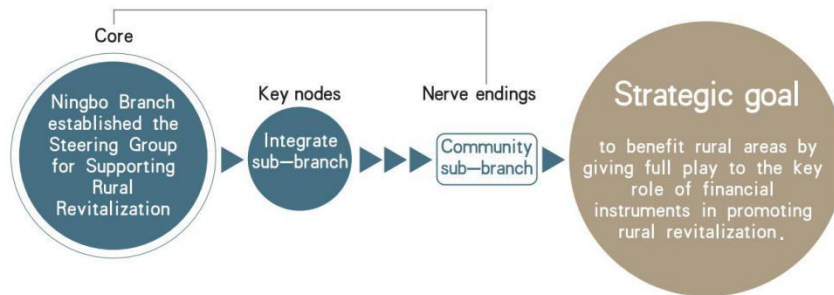 Core
Ningbo Branch
established the
Steering Group
for Supporting
Rural
Revitalization
Key nodes
Integrate
sub—branch
Nerve endings
Community
sub—branch
Strategic goal
to benefit rural areas by
giving full play to the key
role of financial
instruments in promoting
rural revitalization.